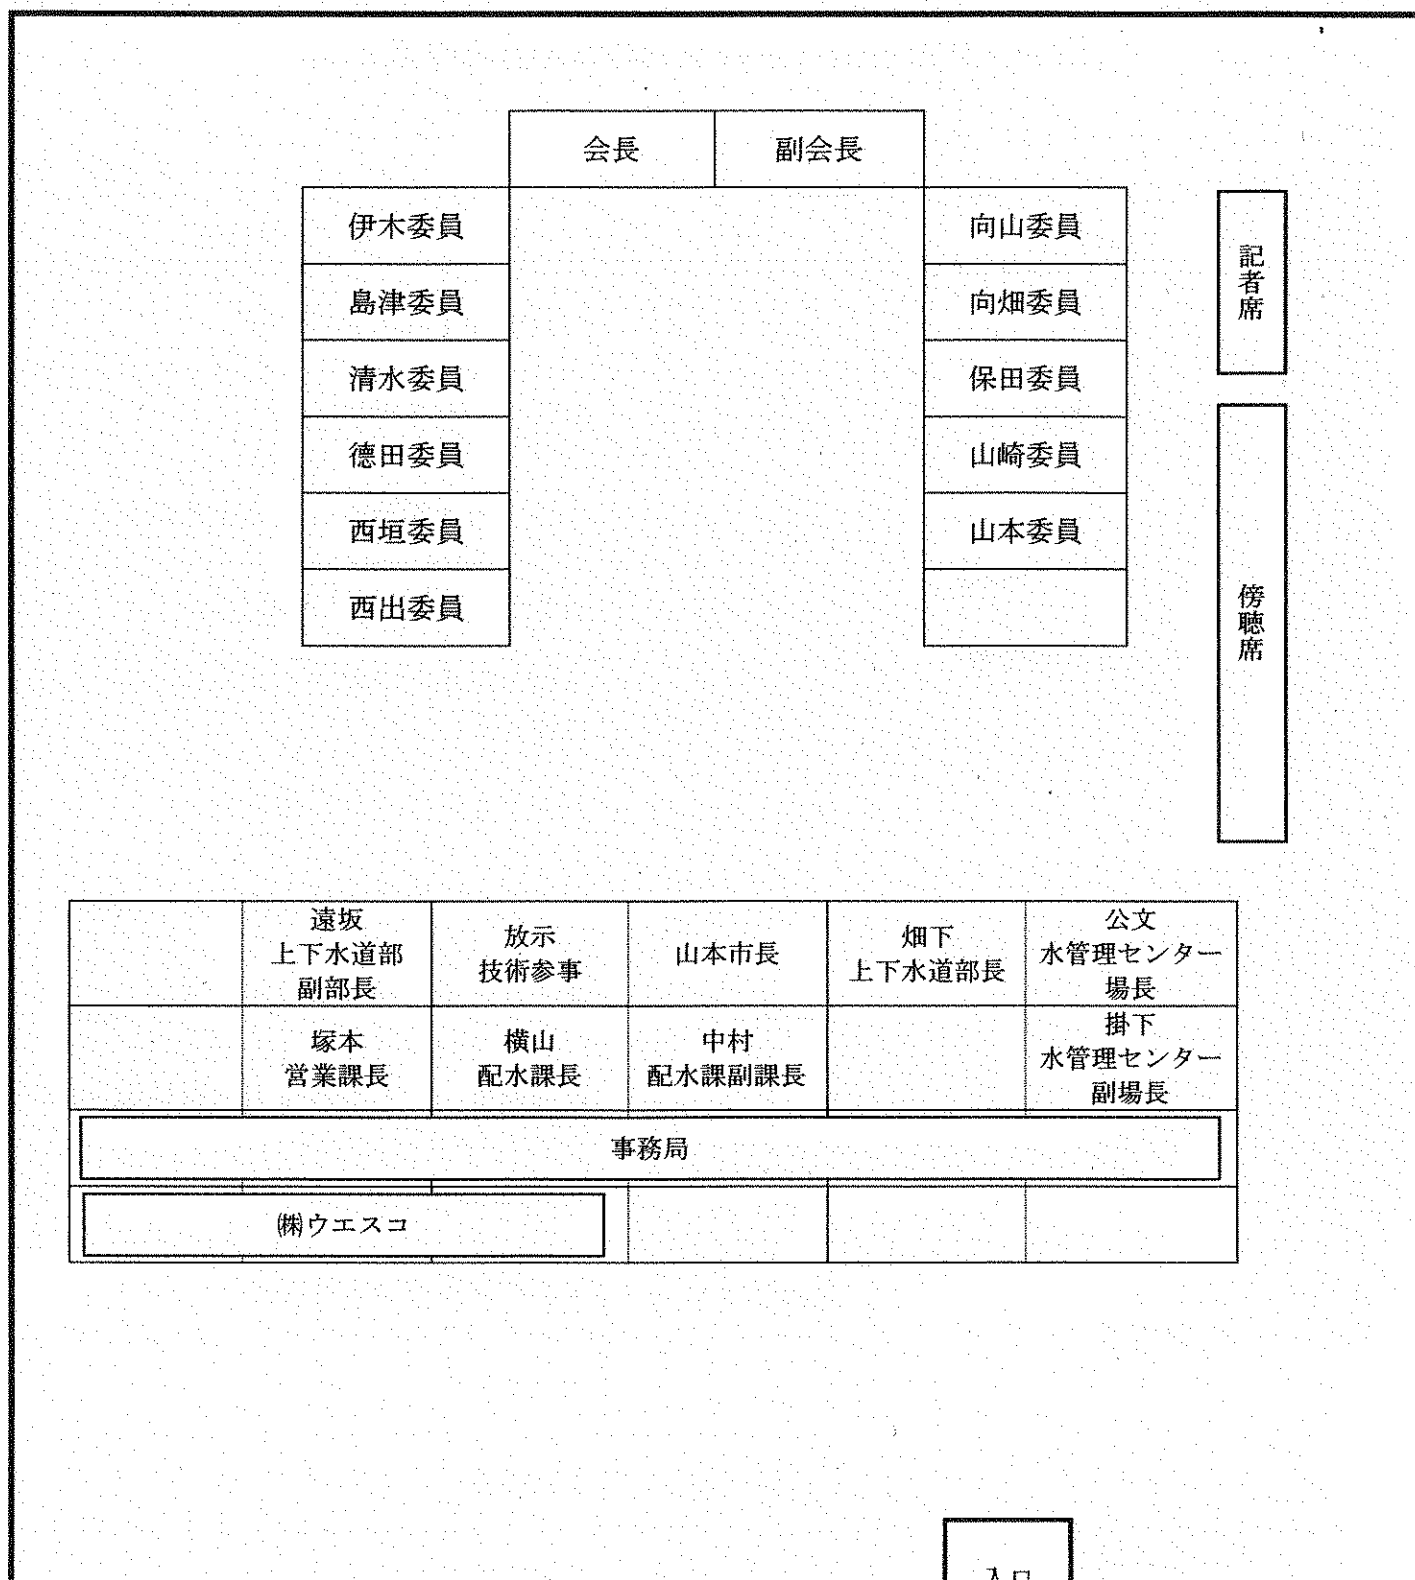 会長
副会長
伊木委員
島津委員
清水委員
徳田委員
西垣委員
西出委員
向山委員
向畑委員
保田委員
山崎委員
山本委員
記者席
傍聴席
遠坂
上下水道部
副部長
放示
技術参事
山本市長
畑下
上下水道部長
公文
水管理センター
場長
塚本
営業課長
横山
配水課長
中村
配水課副課長
掛下
水管理センター
副場長
事務局
㈱ウエスコ
入口